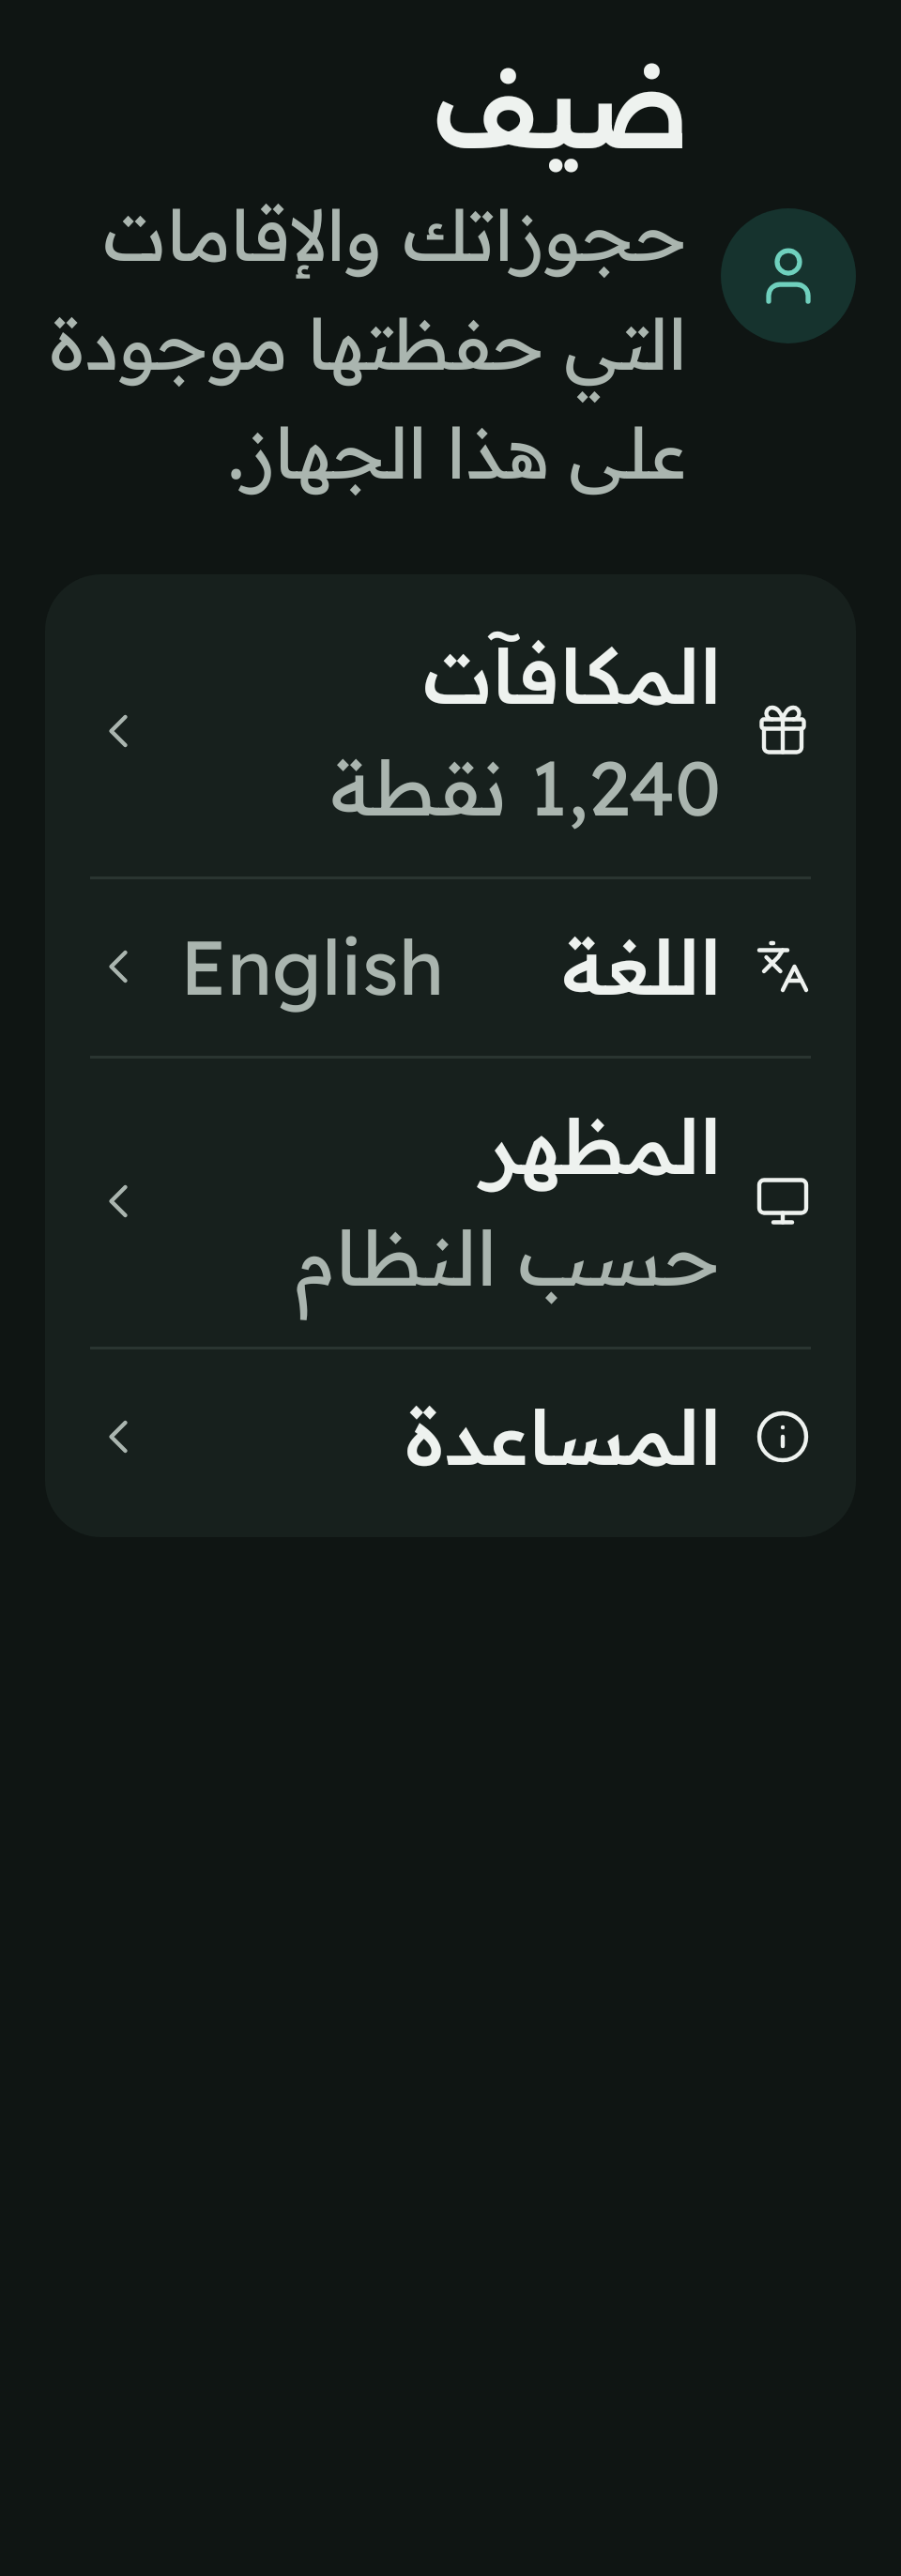 ضيف
حجوزاتك والإقامات
التي حفظتها موجودة
على هذا الجهاز.
المكافآت
1,240 نقطة
اللغة English
المظهر
حسب النظام
المساعدة